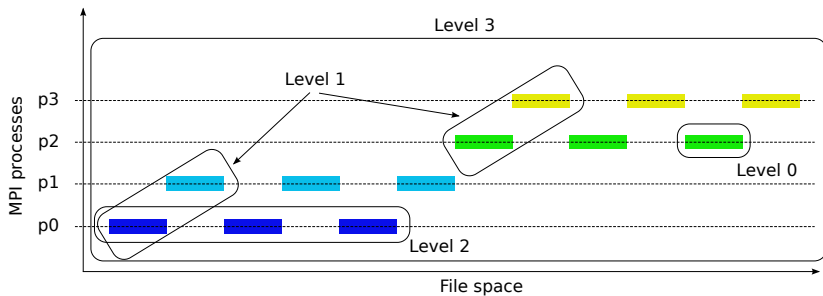 Level 3
Level 1
p3
p2
Level 0
p1
p0
Level 2
MPI processes
File space